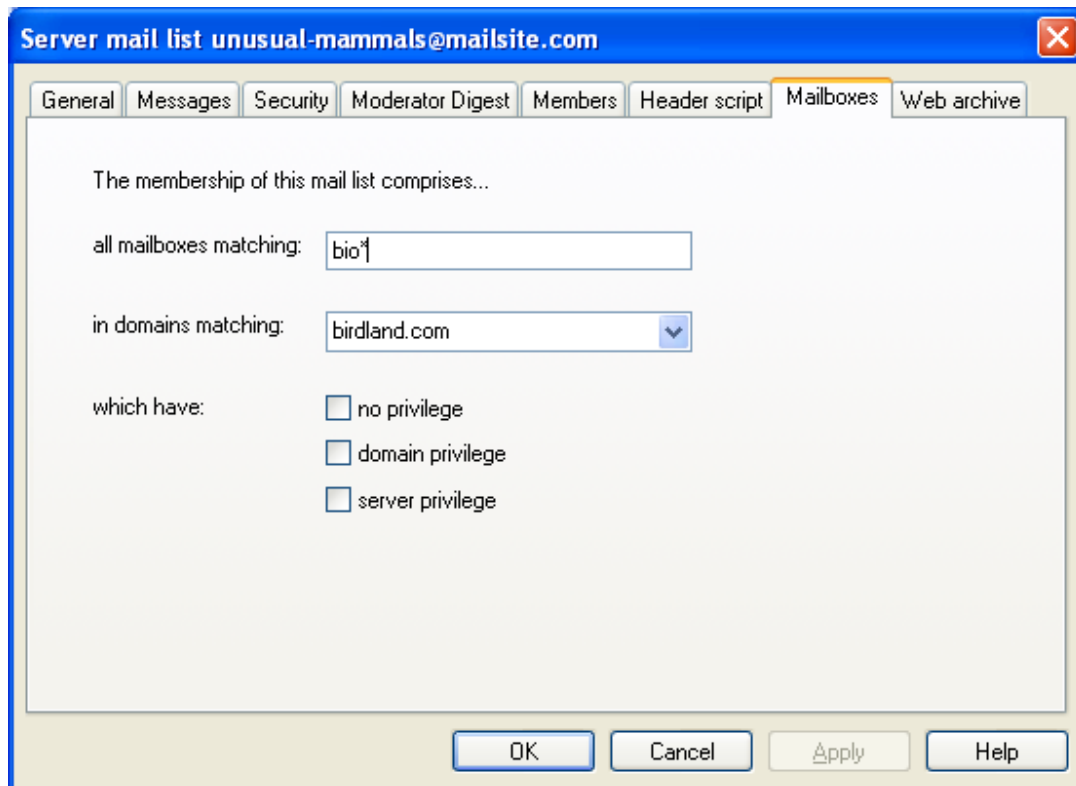 Server mail list unusual-mammals@mailsite.com
General Messages Security Moderator Digest Members Header script Mailboxes Web archive
The membership of this mail list comprises...
all mailboxes matching: bio*
in domains matching: birdland.com
which have: no privilege
domain privilege
server privilege
OK Cancel Apply Help